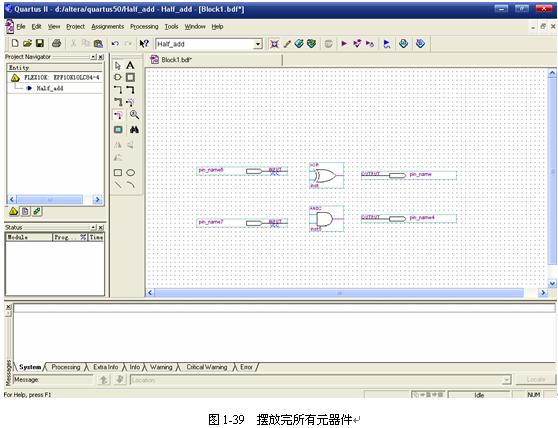 Quartus II - d:/altera/quartus50/Half_add - Half_add - [Block1.bdf*]
File Edit View Project Assignments Processing Tools Window Help
Half_add
Project Navigator
Entity
FLEX10K: EPF10K10LC84-4
Half_add
Block1.bdf*
pin_name6 INPUT VCC
XOR
inst
OUTPUT pin_name
pin_name7 INPUT VCC
AND2
OUTPUT pin_name4
Status
Module Prog... % Time
Messages
System Processing Extra Info Info Warning Critical Warning Error
Message: Location: Locate
For Help, press F1 Idle NUM
图 1-39 摆放完所有元器件